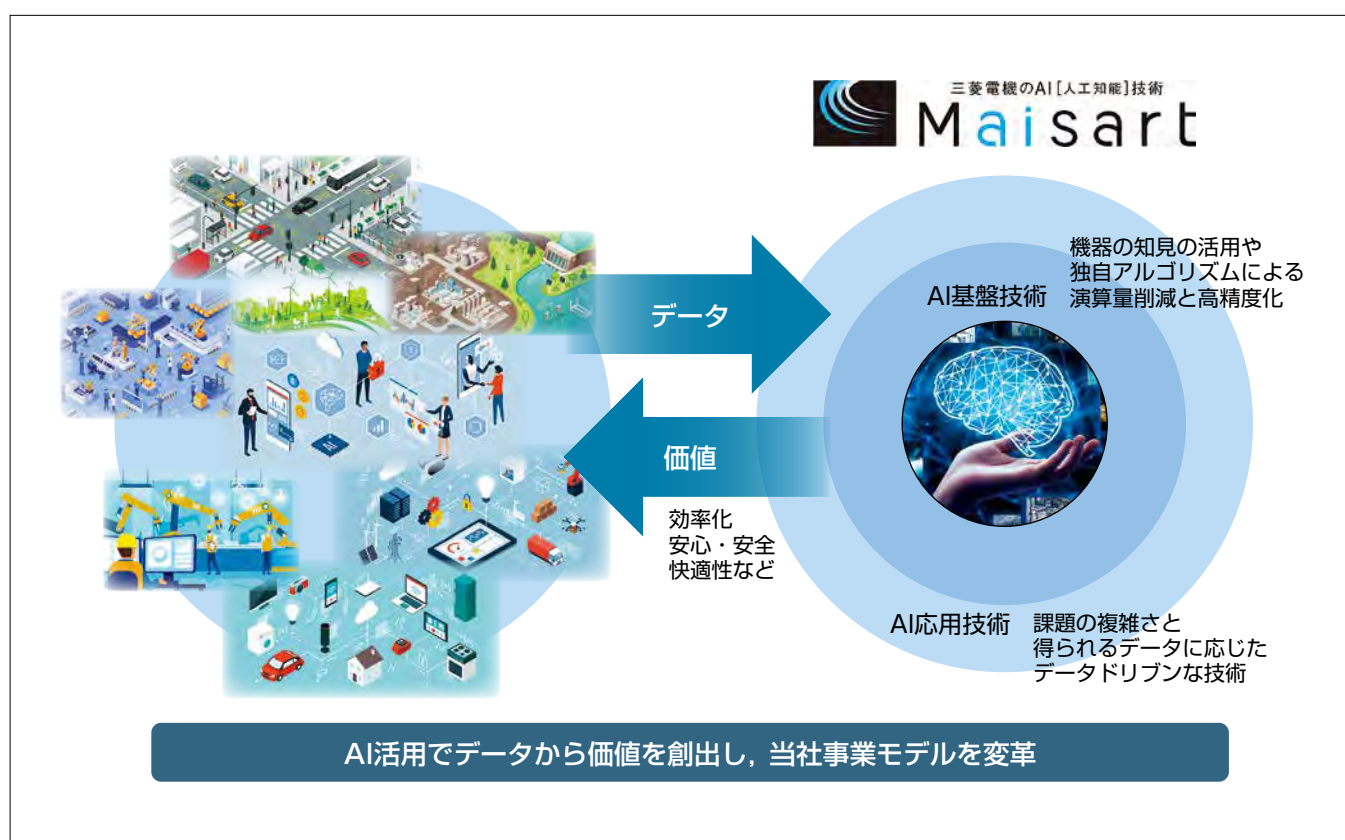 三菱電機のAI[人工知能]技術
Maisart
データ
機器の知見の活用や
独自アルゴリズムによる
演算量削減と高精度化
AI基盤技術
価値
効率化
安心・安全
快適性など
AI
AI応用技術
課題の複雑さと
得られるデータに応じた
データドリブンな技術
AI活用でデータから価値を創出し, 当社事業モデルを変革